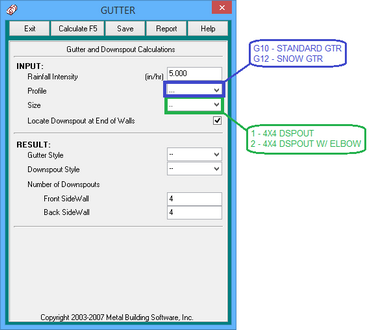 GUTTER
Exit Calculate F5 Save Report Help
Gutter and Downspout Calculations
INPUT:
Rainfall Intensity (in/hr) 5.000
Profile ...
Size ..
Locate Downspout at End of Walls
RESULT:
Gutter Style --
Downspout Style --
Number of Downspouts
Front SideWall 4
Back SideWall 4
Copyright 2003-2007 Metal Building Software, Inc.
G10 - STANDARD GTR
G12 - SNOW GTR
1 - 4X4 DSPOUT
2 - 4X4 DSPOUT W/ ELBOW